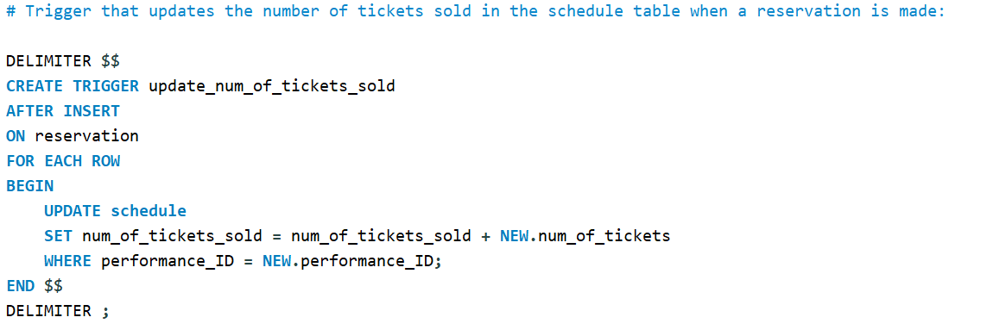 # Trigger that updates the number of tickets sold in the schedule table when a reservation is made:
DELIMITER $$
CREATE TRIGGER update_num_of_tickets_sold
AFTER INSERT
ON reservation
FOR EACH ROW
BEGIN
    UPDATE schedule
    SET num_of_tickets_sold = num_of_tickets_sold + NEW.num_of_tickets
    WHERE performance_ID = NEW.performance_ID;
END $$
DELIMITER ;